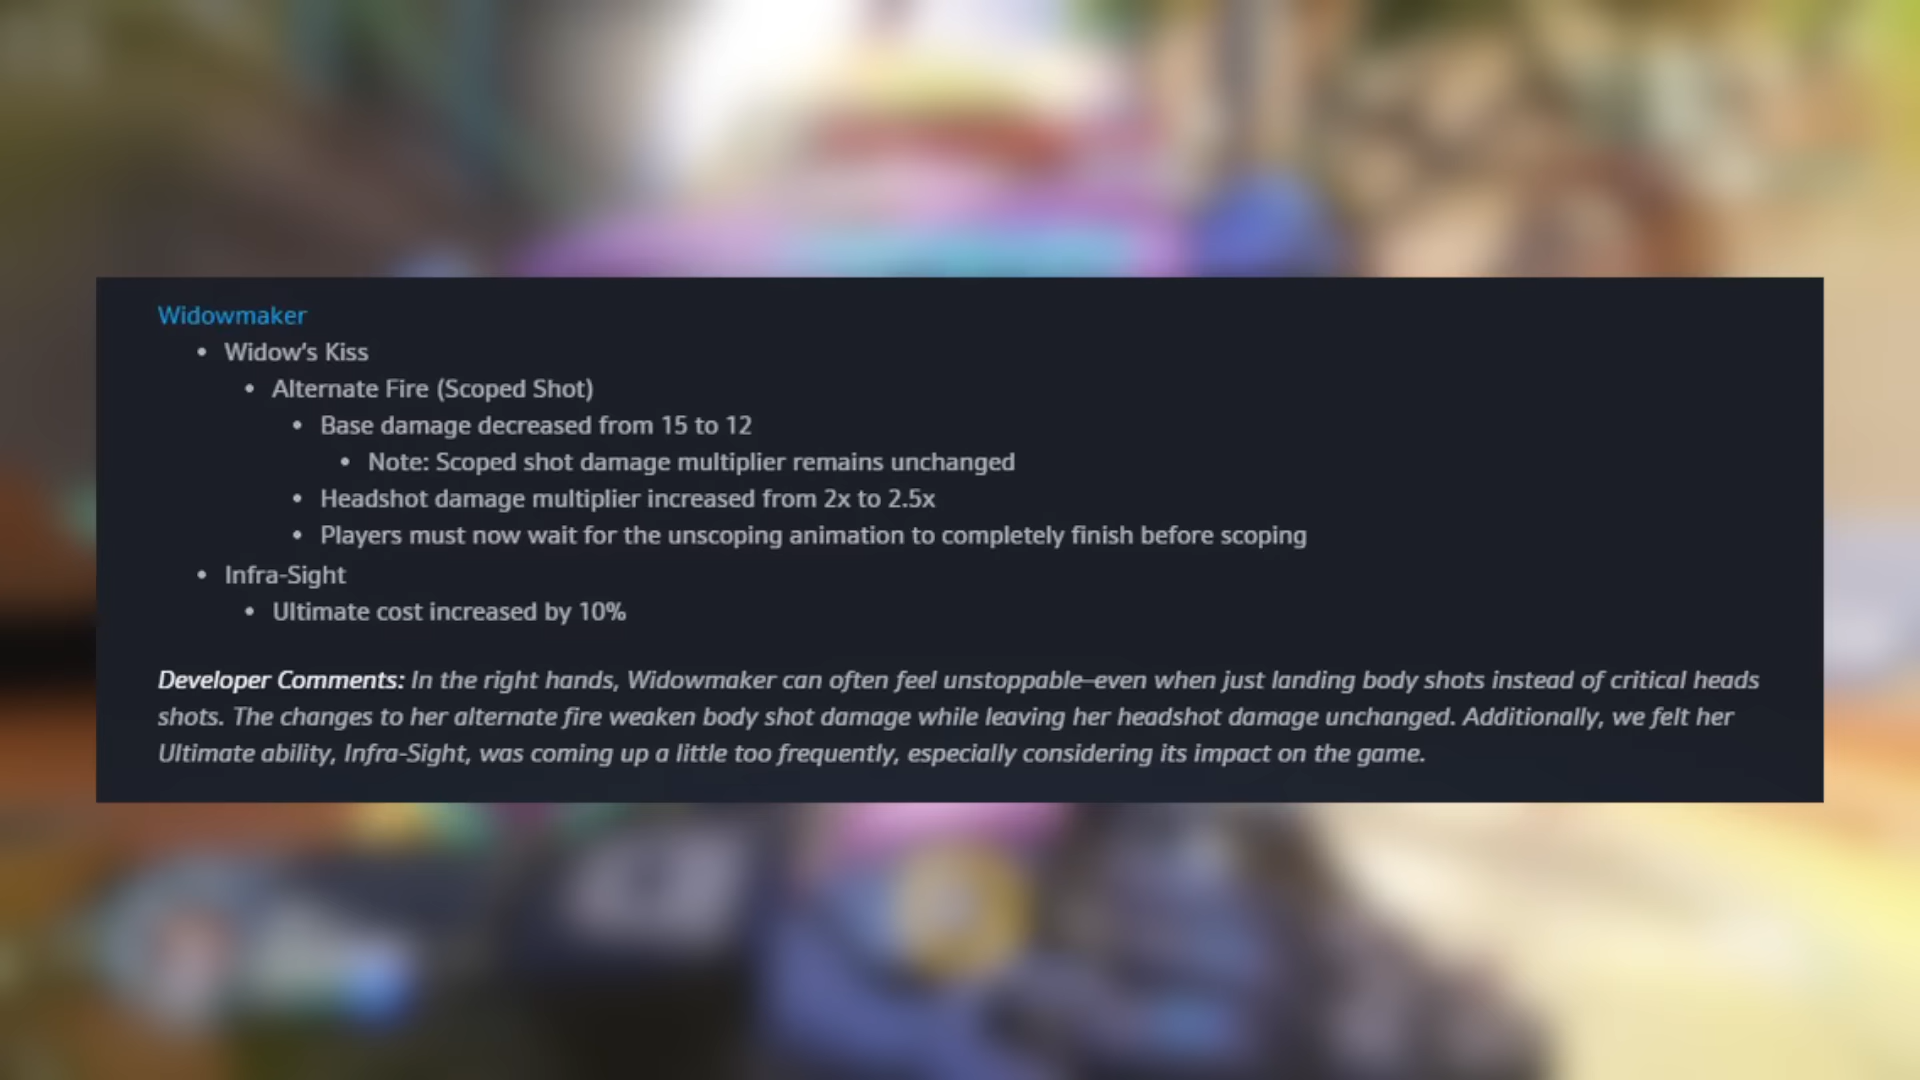 Widowmaker
• Widow's Kiss
• Alternate Fire (Scoped Shot)
• Base damage decreased from 15 to 12
• Note: Scoped shot damage multiplier remains unchanged
• Headshot damage multiplier increased from 2x to 2.5x
• Players must now wait for the unscoping animation to completely finish before scoping
• Infra-Sight
• Ultimate cost increased by 10%
Developer Comments: In the right hands, Widowmaker can often feel unstoppable—even when just landing body shots instead of critical heads
shots. The changes to her alternate fire weaken body shot damage while leaving her headshot damage unchanged. Additionally, we felt her
Ultimate ability, Infra-Sight, was coming up a little too frequently, especially considering its impact on the game.